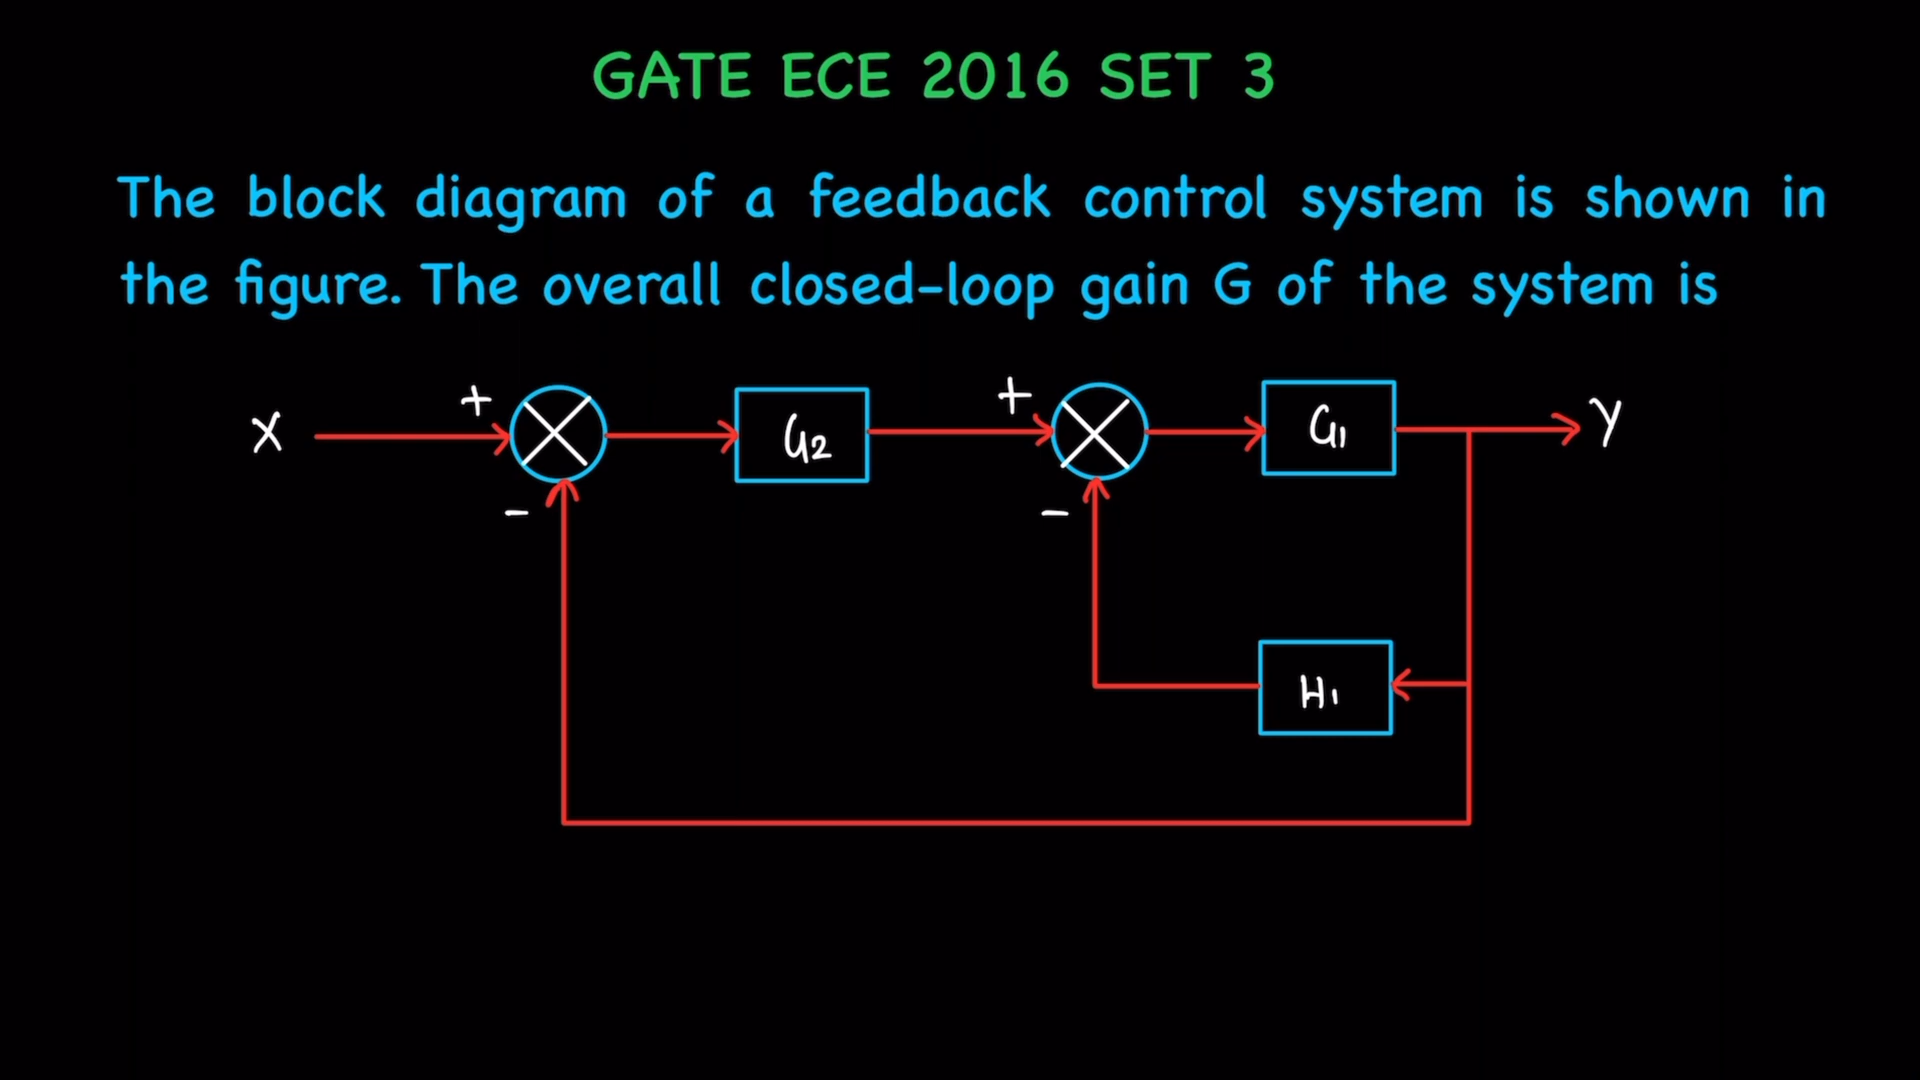 GATE ECE 2016 SET 3
The block diagram of a feedback control system is shown in
the figure. The overall closed-loop gain G of the system is
X + G₂ + G₁ Y
- -
H₁